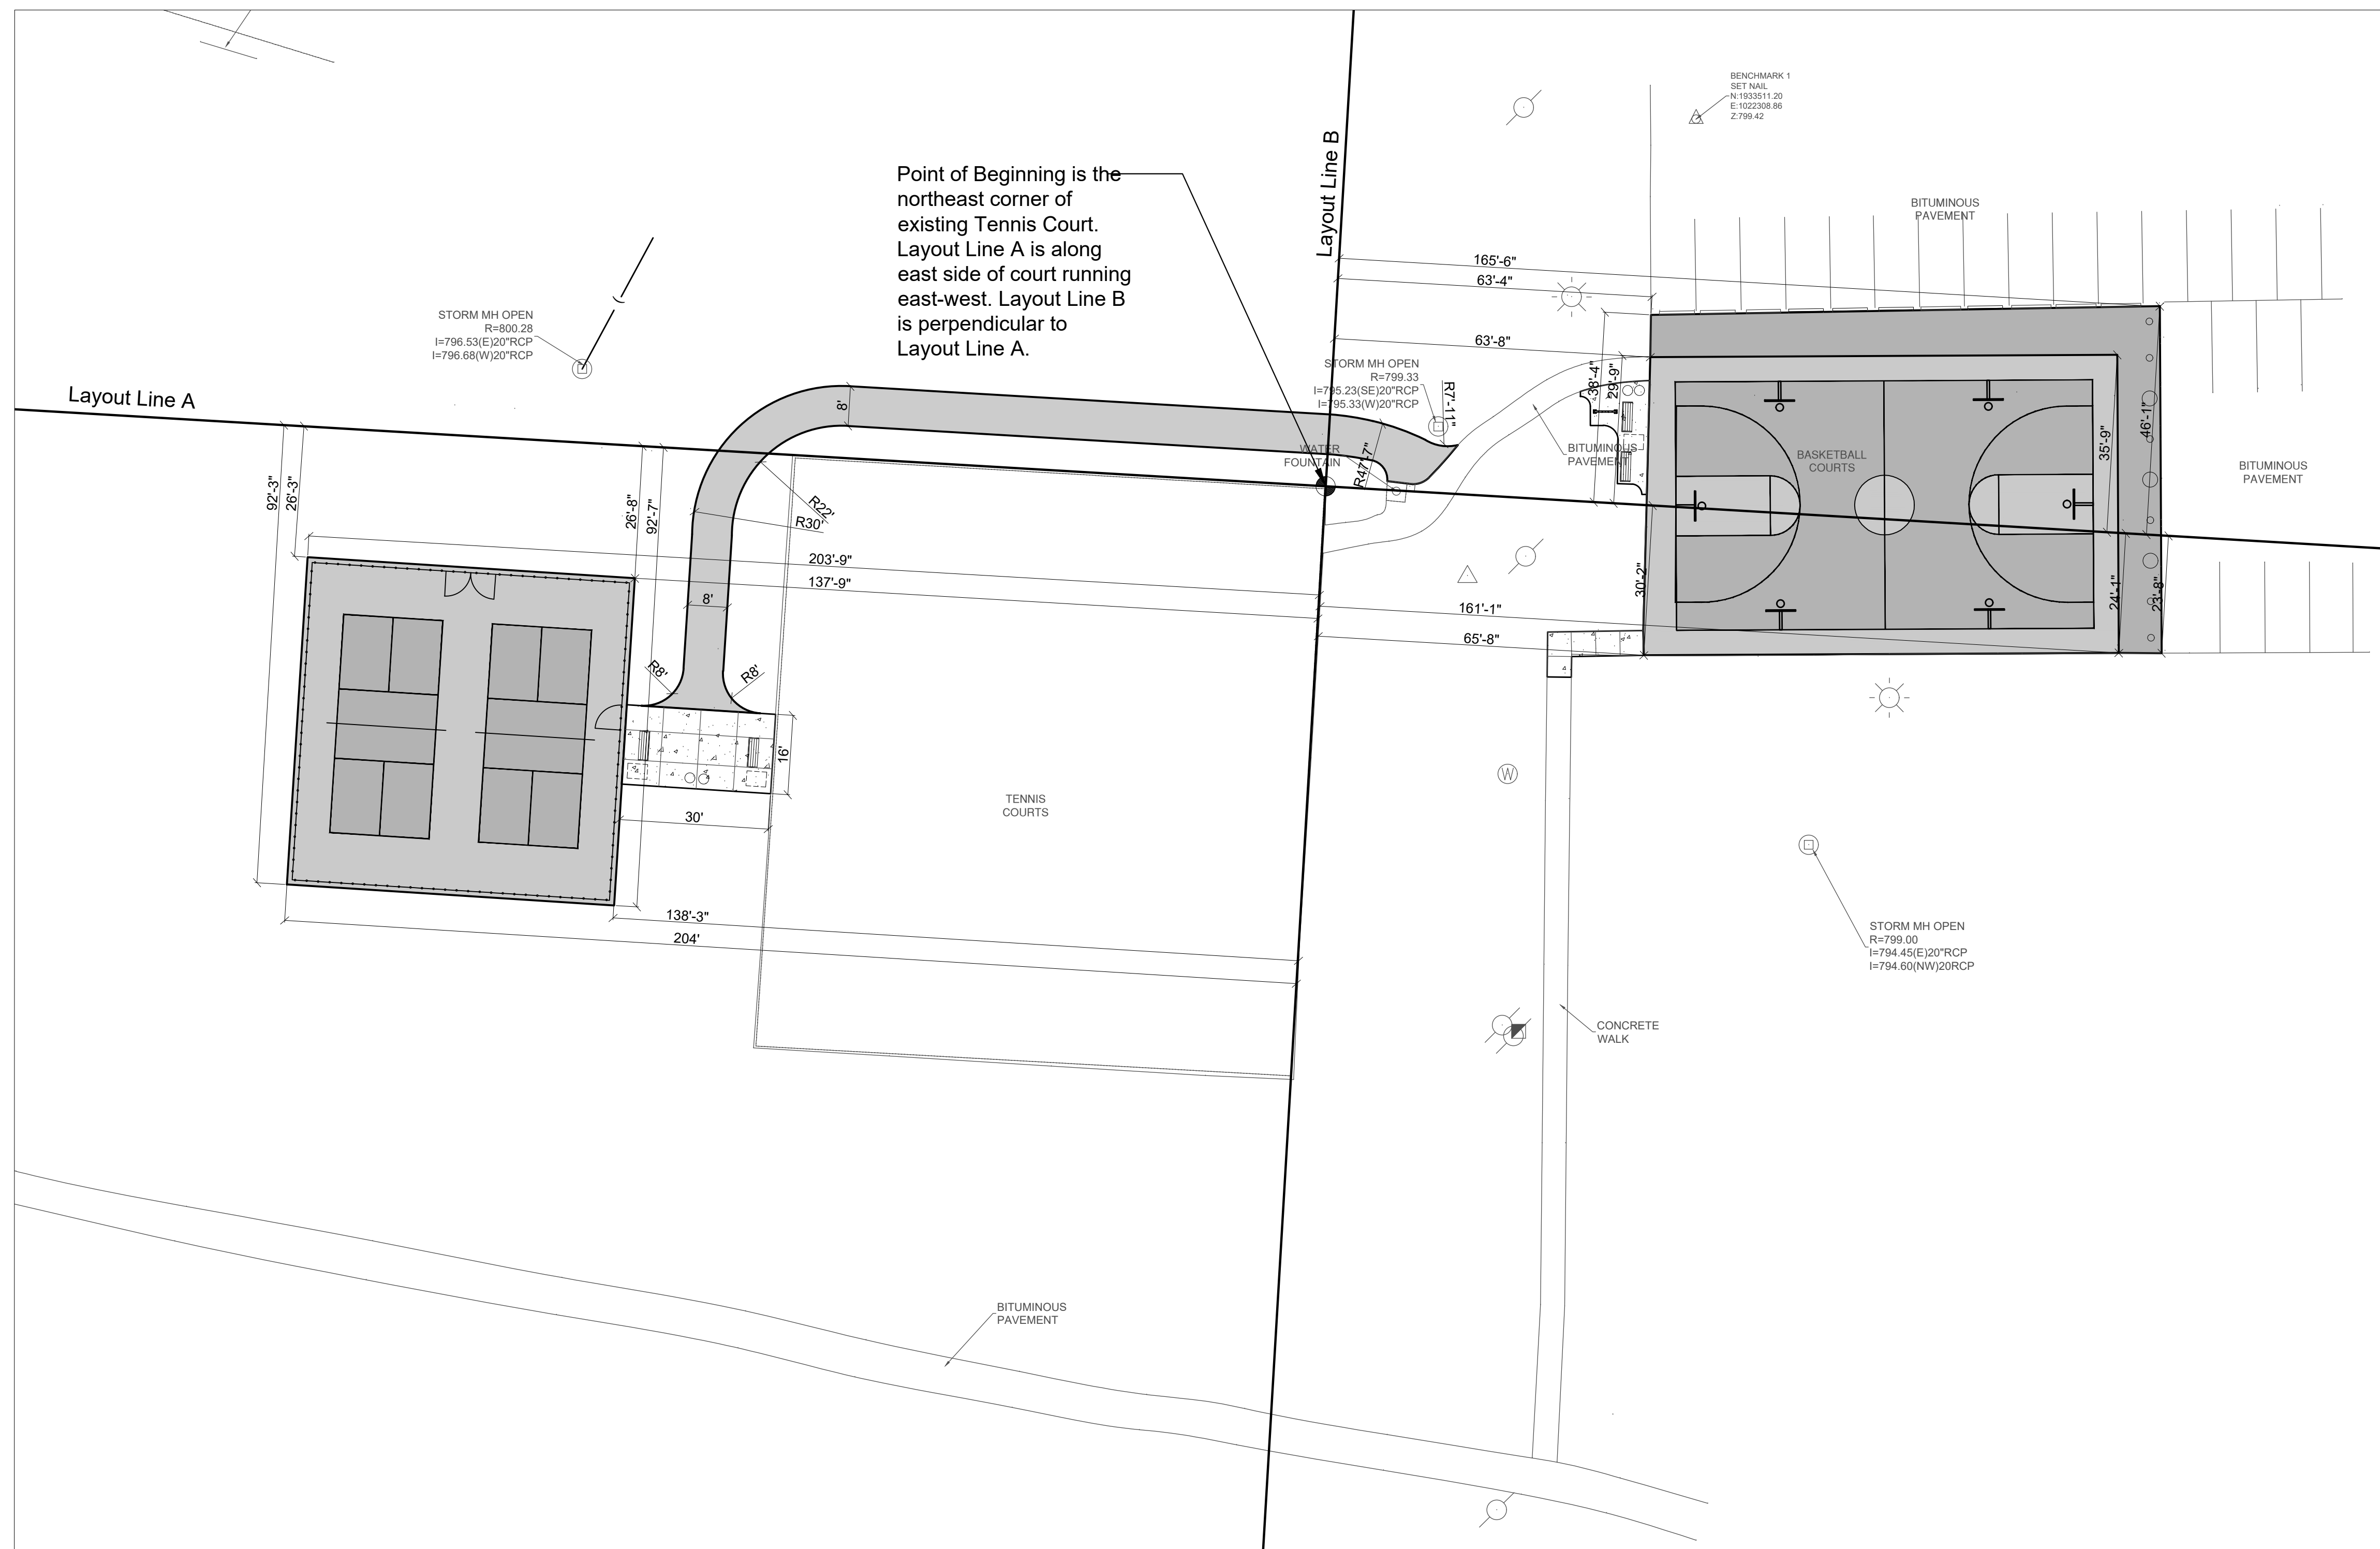 BENCHMARK 1
SET NAIL
N:1933511.20
E:1022308.86
Z:799.42
Layout Line B
Point of Beginning is the
northeast corner of
existing Tennis Court.
Layout Line A is along
east side of court running
east-west. Layout Line B
is perpendicular to
Layout Line A.
BITUMINOUS
PAVEMENT
165'-6"
63'-4"
63'-8"
STORM MH OPEN
R=800.28
I=796.53(E)20"RCP
I=796.68(W)20"RCP
STORM MH OPEN
R=799.33
I=795.23(SE)20"RCP
I=795.33(W)20"RCP
R7'-11"
38'-4"
29'-9"
Layout Line A
8'
WATER
FOUNTAIN
R47'-7"
BITUMINOUS
PAVEMENT
BASKETBALL
COURTS
35'-9"
46'-1"
BITUMINOUS
PAVEMENT
92'-3"
26'-3"
26'-8"
92'-7"
R22'
R30'
203'-9"
137'-9"
8'
161'-1"
65'-8"
30'-2"
24'-1"
23'-8"
R8'
R8'
16'
30'
TENNIS
COURTS
W
138'-3"
204'
STORM MH OPEN
R=799.00
I=794.45(E)20"RCP
I=794.60(NW)20RCP
CONCRETE
WALK
BITUMINOUS
PAVEMENT